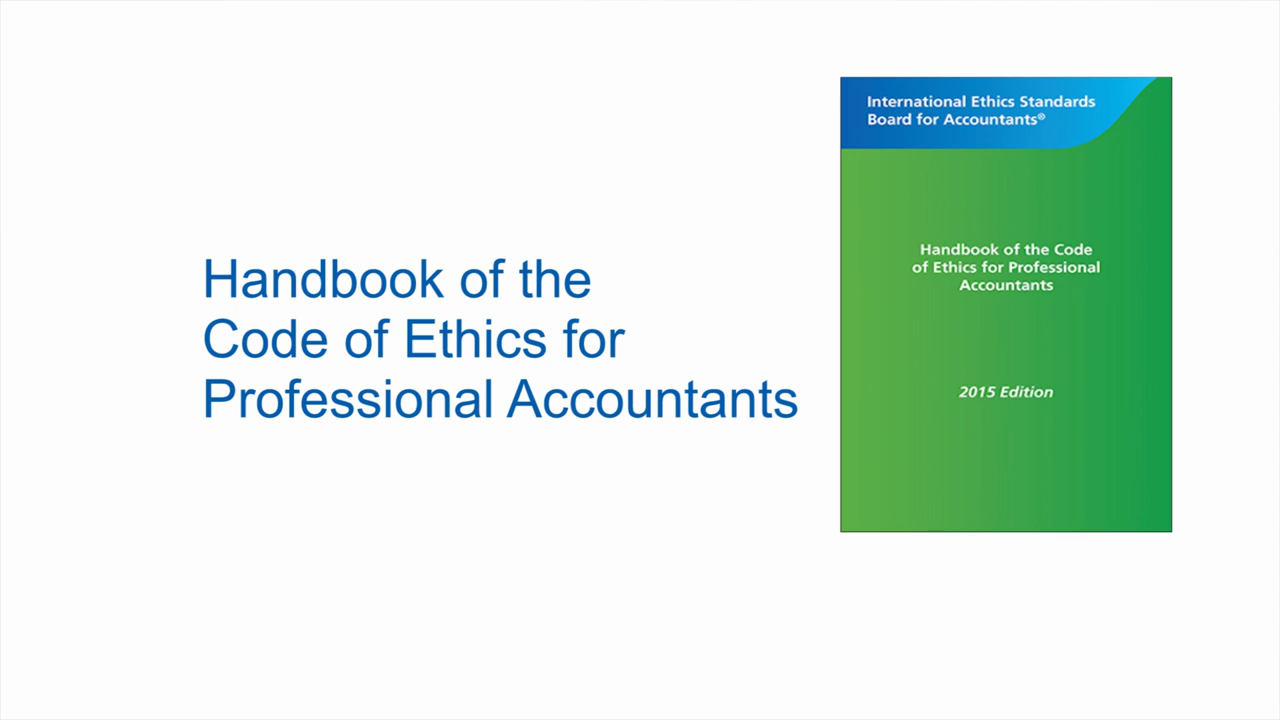 Handbook of the
Code of Ethics for
Professional Accountants
International Ethics Standards
Board for Accountants®
Handbook of the Code
of Ethics for Professional
Accountants
2015 Edition